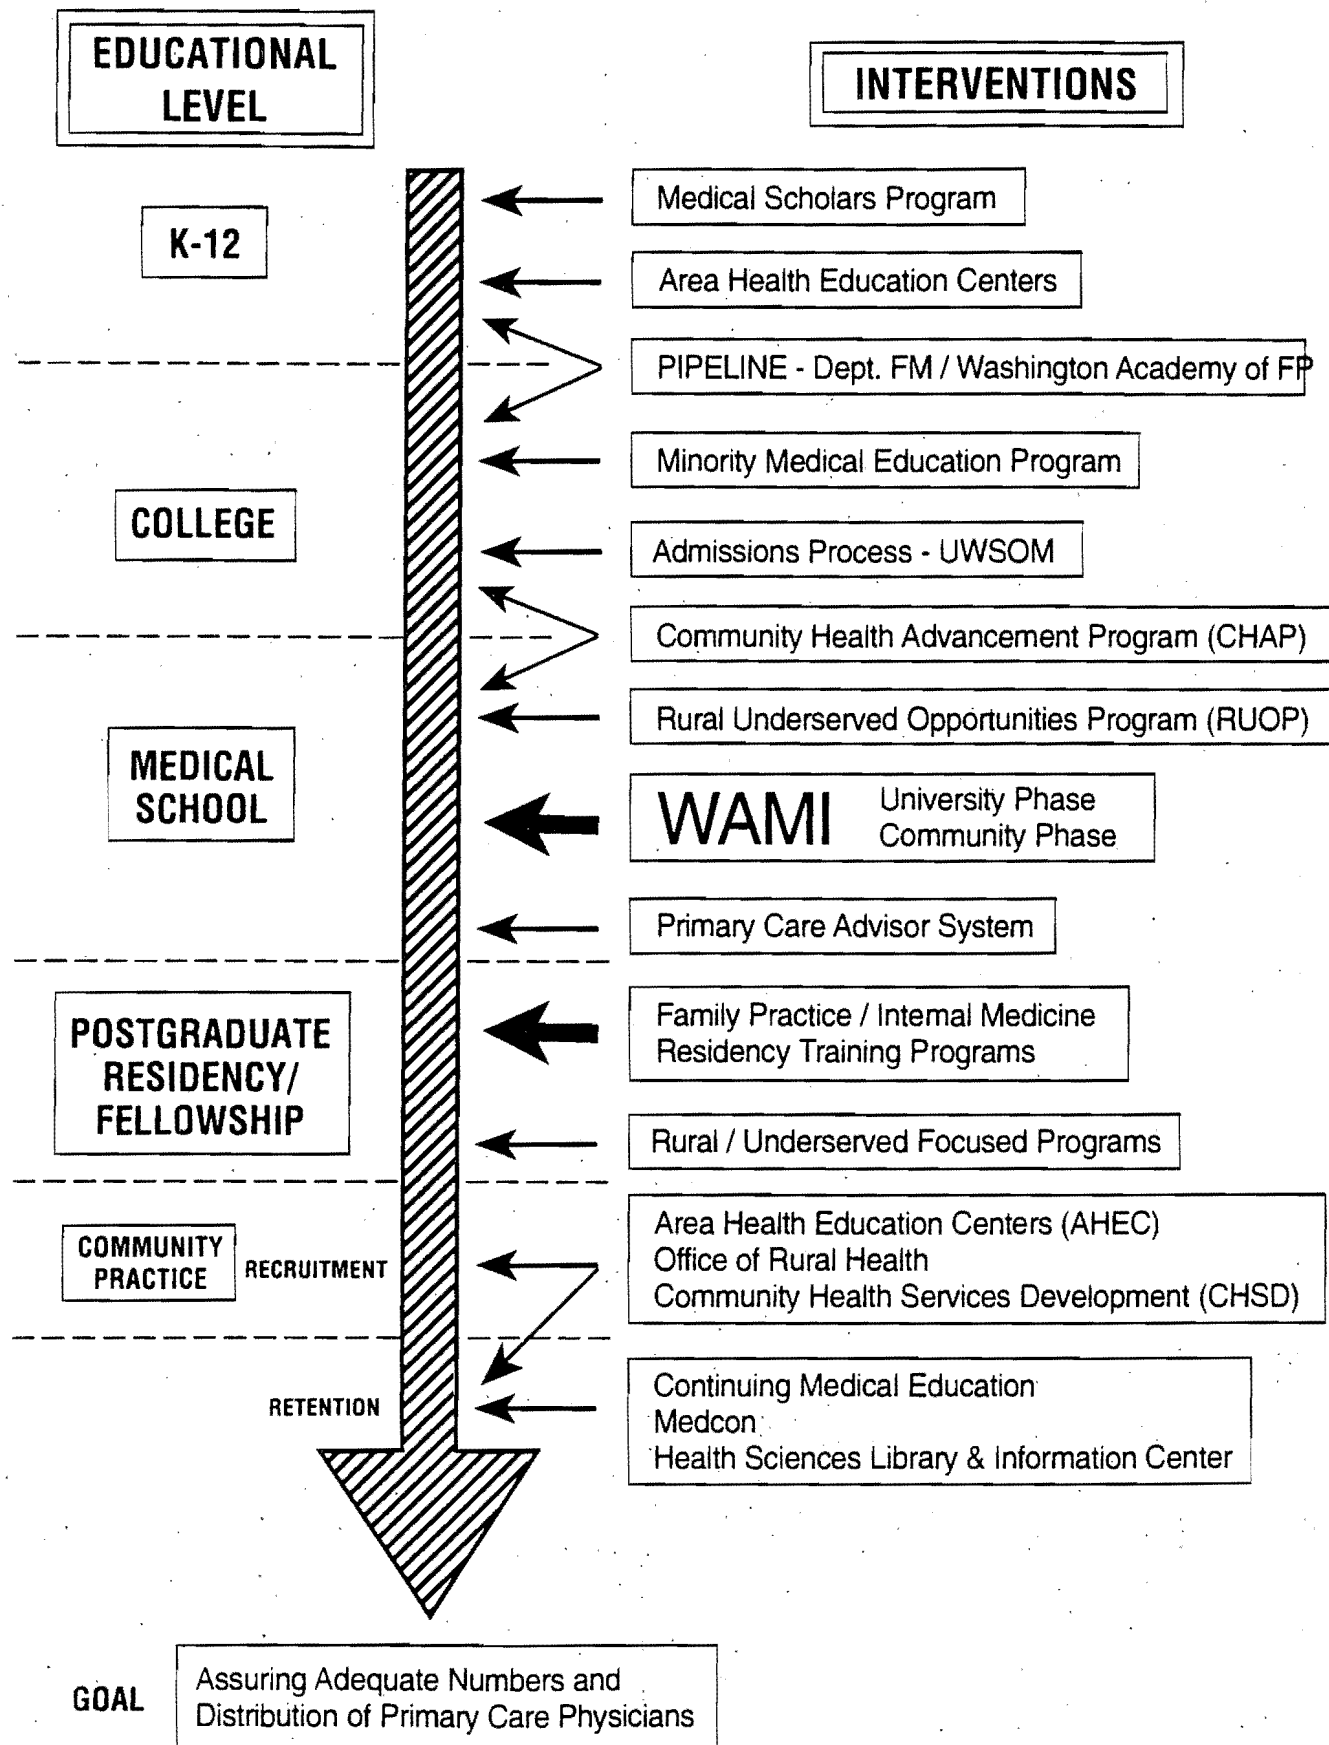 EDUCATIONAL
LEVEL
INTERVENTIONS
K-12
Medical Scholars Program
Area Health Education Centers
PIPELINE - Dept. FM / Washington Academy of FP
COLLEGE
Minority Medical Education Program
Admissions Process - UWSOM
Community Health Advancement Program (CHAP)
MEDICAL
SCHOOL
Rural Underserved Opportunities Program (RUOP)
WAMI
University Phase
Community Phase
Primary Care Advisor System
POSTGRADUATE
RESIDENCY/
FELLOWSHIP
Family Practice / Internal Medicine
Residency Training Programs
Rural / Underserved Focused Programs
COMMUNITY
PRACTICE
RECRUITMENT
Area Health Education Centers (AHEC)
Office of Rural Health
Community Health Services Development (CHSD)
RETENTION
Continuing Medical Education
Medcon
Health Sciences Library & Information Center
GOAL
Assuring Adequate Numbers and
Distribution of Primary Care Physicians